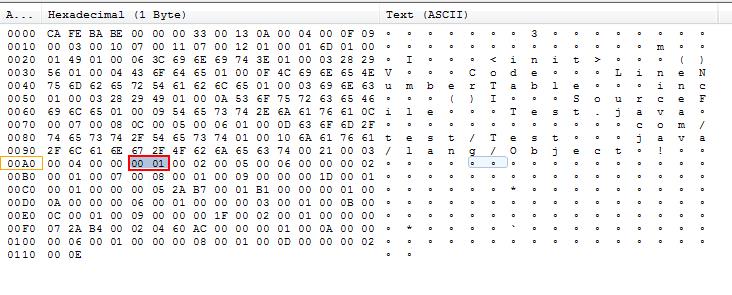 A... Hexadecimal (1 Byte) Text (ASCII)
0000 CA FE BA BE 00 00 00 33 00 13 0A 00 04 00 0F 09 ° ° ° ° ° ° ° 3 ° ° ° ° ° ° ° °
0010 00 03 00 10 07 00 11 07 00 12 01 00 01 6D 01 00 ° ° ° ° ° ° ° ° ° ° ° ° ° m ° °
0020 01 49 01 00 06 3C 69 6E 69 74 3E 01 00 03 28 29 ° I ° ° ° < i n i t > ° ° ° ( )
0030 56 01 00 04 43 6F 64 65 01 00 0F 4C 69 6E 65 4E V ° ° ° C o d e ° ° ° L i n e N
0040 75 6D 62 65 72 54 61 62 6C 65 01 00 03 69 6E 63 u m b e r T a b l e ° ° ° i n c
0050 01 00 03 28 29 49 01 00 0A 53 6F 75 72 63 65 46 ° ° ° ( ) I ° ° ° S o u r c e F
0060 69 6C 65 01 00 09 54 65 73 74 2E 6A 61 76 61 0C i l e ° ° ° T e s t . j a v a °
0070 00 07 00 08 0C 00 05 00 06 01 00 0D 63 6F 6D 2F ° ° ° ° ° ° ° ° ° ° ° ° c o m /
0080 74 65 73 74 2F 54 65 73 74 01 00 10 6A 61 76 61 t e s t / T e s t ° ° ° j a v a
0090 2F 6C 61 6E 67 2F 4F 62 6A 65 63 74 00 21 00 03 / l a n g / O b j e c t ° ! ° °
00A0 00 04 00 00 00 01 00 02 00 05 00 06 00 00 00 02 ° ° ° ° ° ° ° ° ° ° ° ° ° ° ° °
00B0 00 01 00 07 00 08 00 01 00 09 00 00 00 1D 00 01 ° ° ° ° ° ° ° ° ° ° ° ° ° ° ° °
00C0 00 01 00 00 00 05 2A B7 00 01 B1 00 00 00 01 00 ° ° ° ° ° ° * ° ° ° ° ° ° ° ° °
00D0 0A 00 00 00 06 00 01 00 00 00 03 00 01 00 0B 00 ° ° ° ° ° ° ° ° ° ° ° ° ° ° ° °
00E0 0C 00 01 00 09 00 00 00 1F 00 02 00 01 00 00 00 ° ° ° ° ° ° ° ° ° ° ° ° ° ° ° °
00F0 07 2A B4 00 02 04 60 AC 00 00 00 01 00 0A 00 00 ° * ° ° ° ° ` ° ° ° ° ° ° ° ° °
0100 00 06 00 01 00 00 00 08 00 01 00 0D 00 00 00 02 ° ° ° ° ° ° ° ° ° ° ° ° ° ° ° °
0110 00 0E ° °